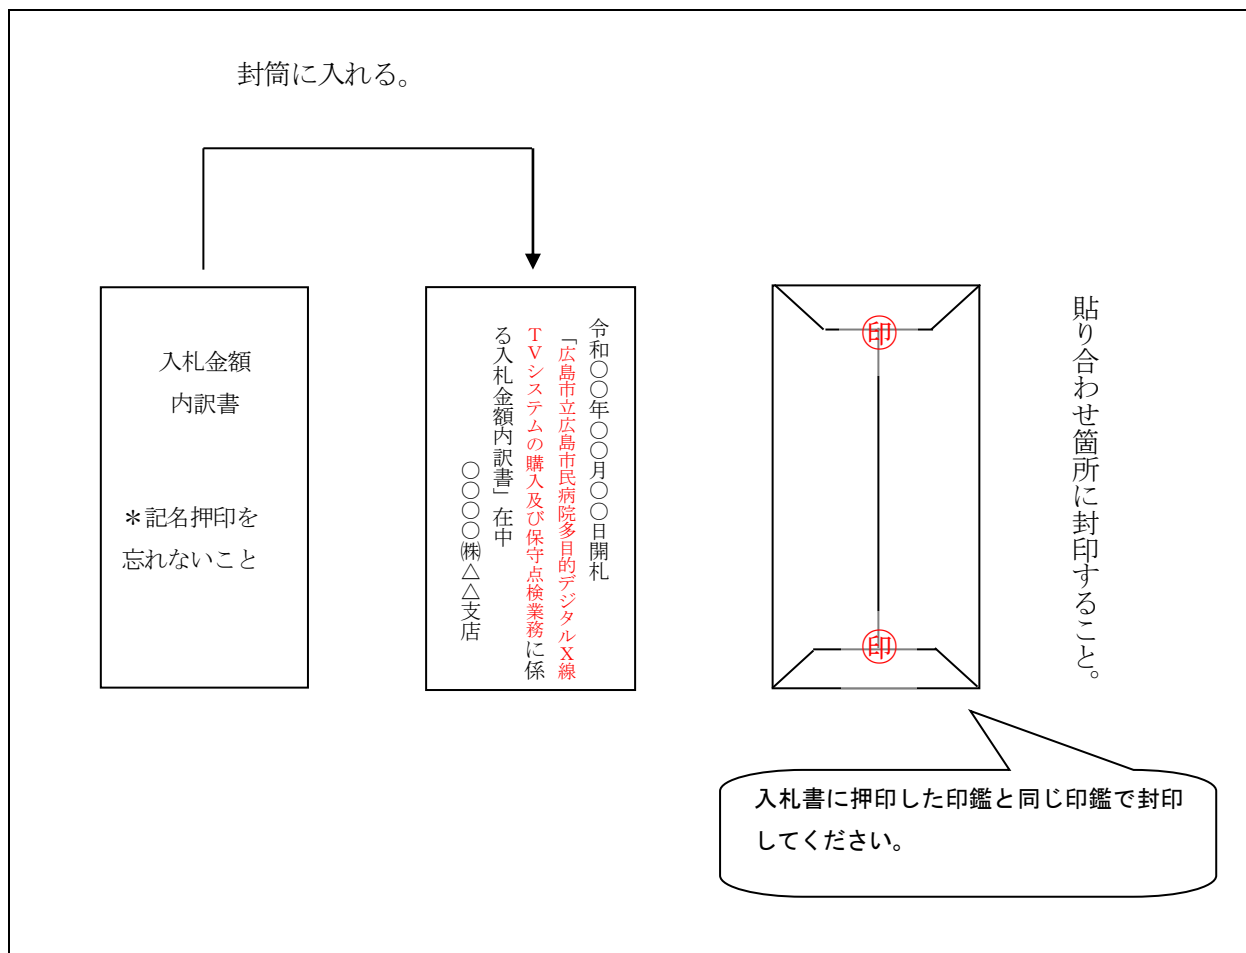 封筒に入れる。
入札金額
内訳書
＊記名押印を
忘れないこと
令和〇〇年〇〇月〇〇日開札
「広島市立広島市民病院多目的デジタルＸ線
ＴＶシステムの購入及び保守点検業務に係
る入札金額内訳書」在中
〇〇〇〇㈱△△支店
印
印
貼り合わせ箇所に封印すること。
入札書に押印した印鑑と同じ印鑑で封印
してください。